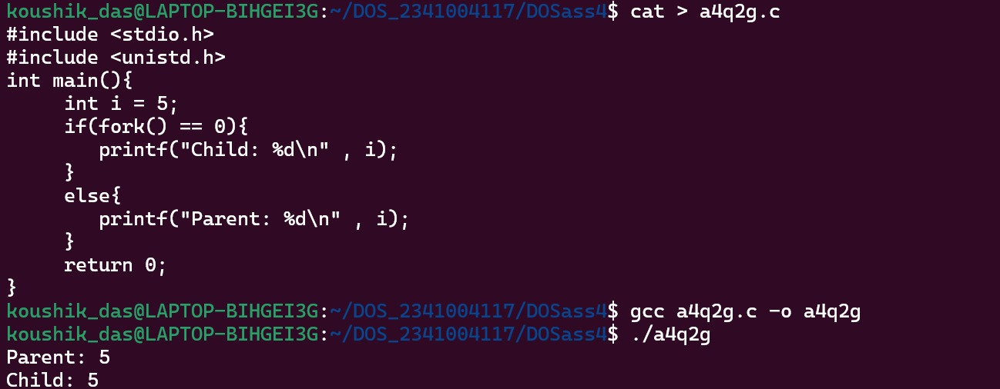 koushik_das@LAPTOP-BIHGEI3G:~/DOS_2341004117/DOSass4$ cat > a4q2g.c
#include <stdio.h>
#include <unistd.h>
int main(){
     int i = 5;
     if(fork() == 0){
        printf("Child: %d\n" , i);
     }
     else{
        printf("Parent: %d\n" , i);
     }
     return 0;
}
koushik_das@LAPTOP-BIHGEI3G:~/DOS_2341004117/DOSass4$ gcc a4q2g.c -o a4q2g
koushik_das@LAPTOP-BIHGEI3G:~/DOS_2341004117/DOSass4$ ./a4q2g
Parent: 5
Child: 5